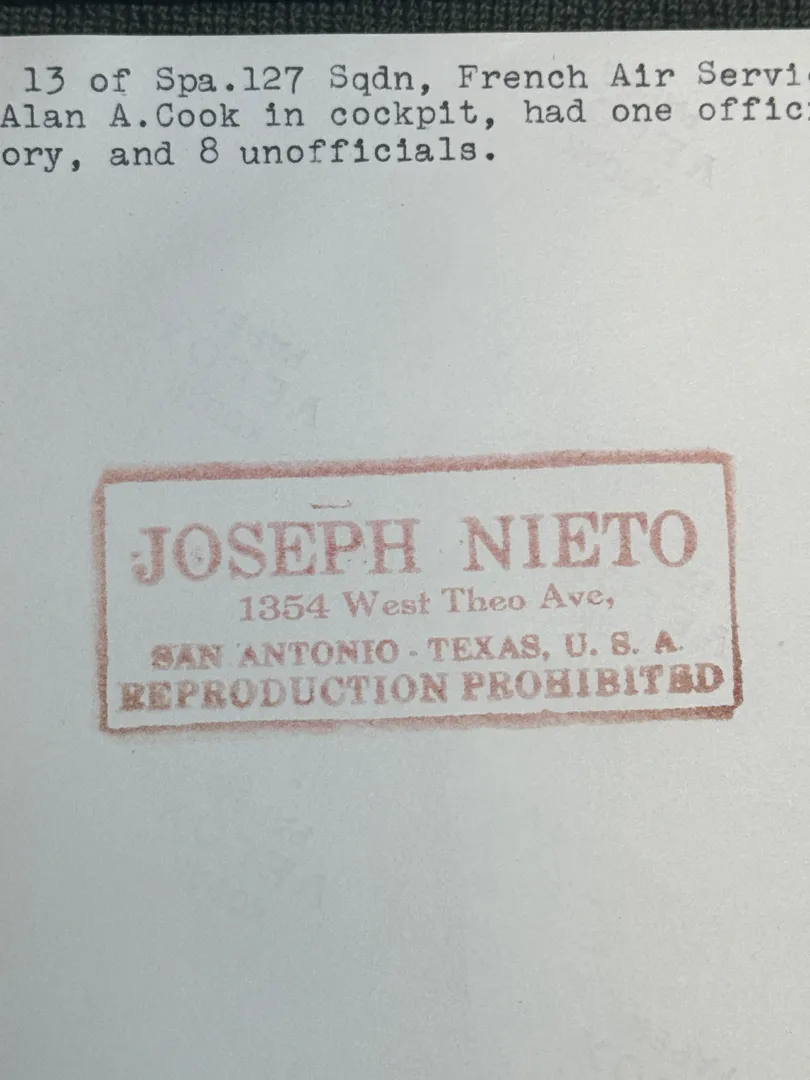 13 of Spa.127 Sqdn, French Air Servi
Alan A.Cook in cockpit, had one offic
ory, and 8 unofficials.
JOSEPH NIETO
1354 West Theo Ave,
SAN ANTONIO - TEXAS, U. S. A.
REPRODUCTION PROHIBITED